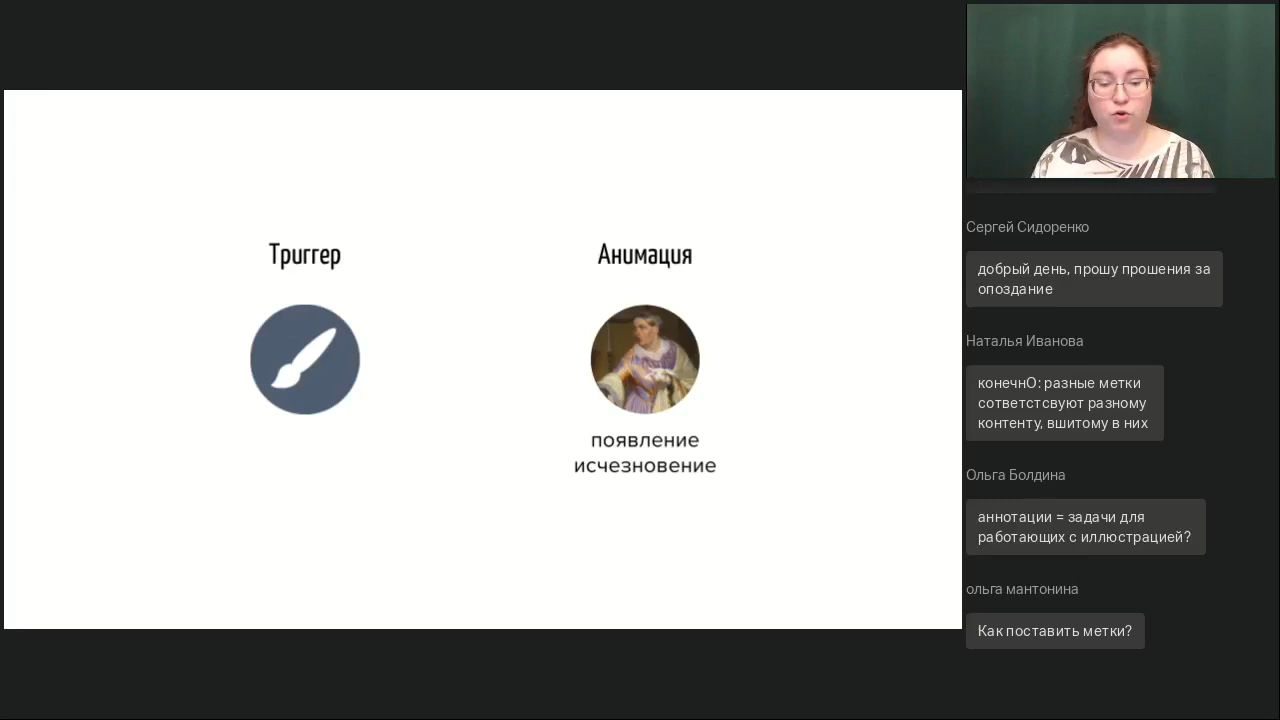 Триггер
Анимация
появление
исчезновение
Сергей Сидоренко
добрый день, прошу прошения за
опоздание
Наталья Иванова
конечнО: разные метки
сответстсвуют разному
контенту, вшитому в них
Ольга Болдина
аннотации = задачи для
работающих с иллюстрацией?
ольга мантонина
Как поставить метки?